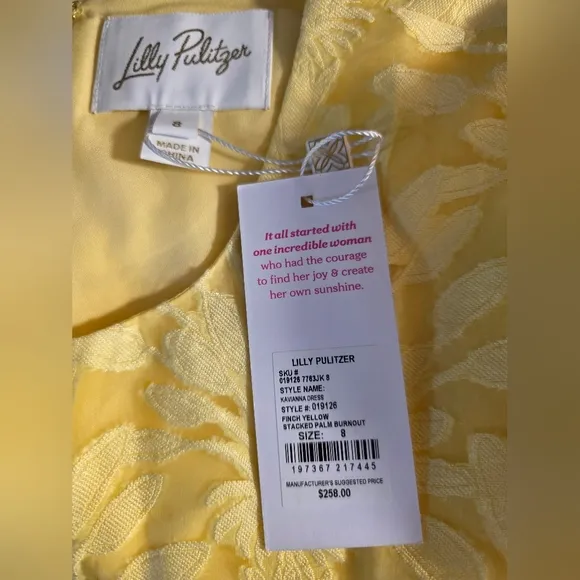 Lilly Pulitzer
8
MADE IN
CHINA
It all started with
one incredible woman
who had the courage
to find her joy & create
her own sunshine.
LILLY PULITZER
SKU #
019126 7763JK 8
STYLE NAME:
KAVIANNA DRESS
STYLE #: 019126
FINCH YELLOW
STACKED PALM BURNOUT
SIZE: 8
197367 217445
MANUFACTURER'S SUGGESTED PRICE
$258.00